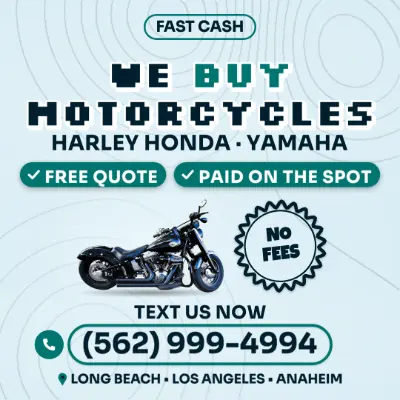 FAST CASH
WE BUY
MOTORCYCLES
HARLEY HONDA · YAMAHA
FREE QUOTE
PAID ON THE SPOT
NO
FEES
TEXT US NOW
(562) 999-4994
LONG BEACH • LOS ANGELES • ANAHEIM